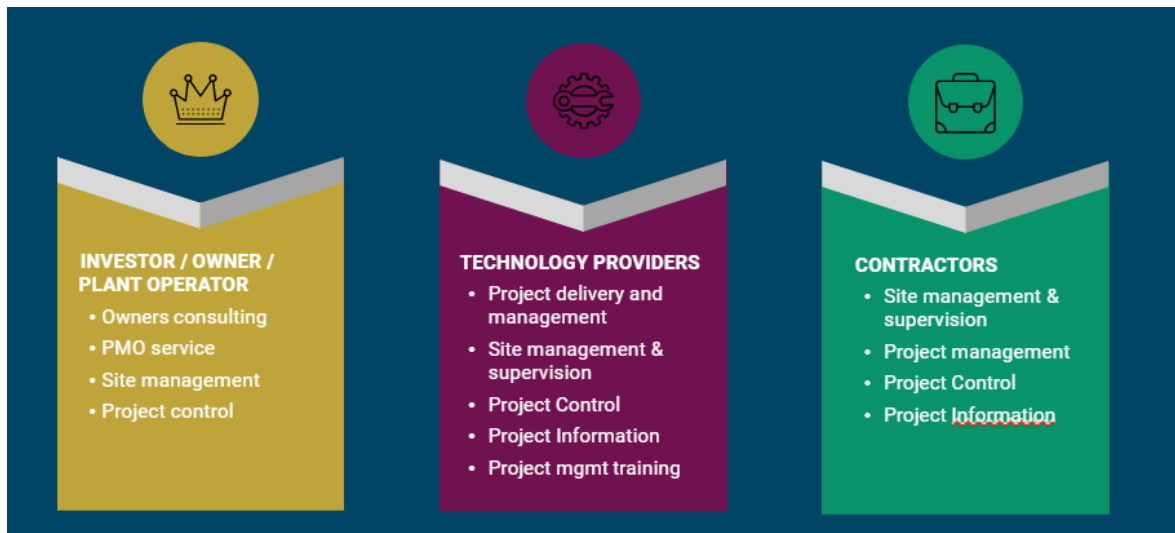 INVESTOR / OWNER /
PLANT OPERATOR
• Owners consulting
• PMO service
• Site management
• Project control
TECHNOLOGY PROVIDERS
• Project delivery and
management
• Site management &
supervision
• Project Control
• Project Information
• Project mgmt training
CONTRACTORS
• Site management &
supervision
• Project management
• Project Control
• Project Information